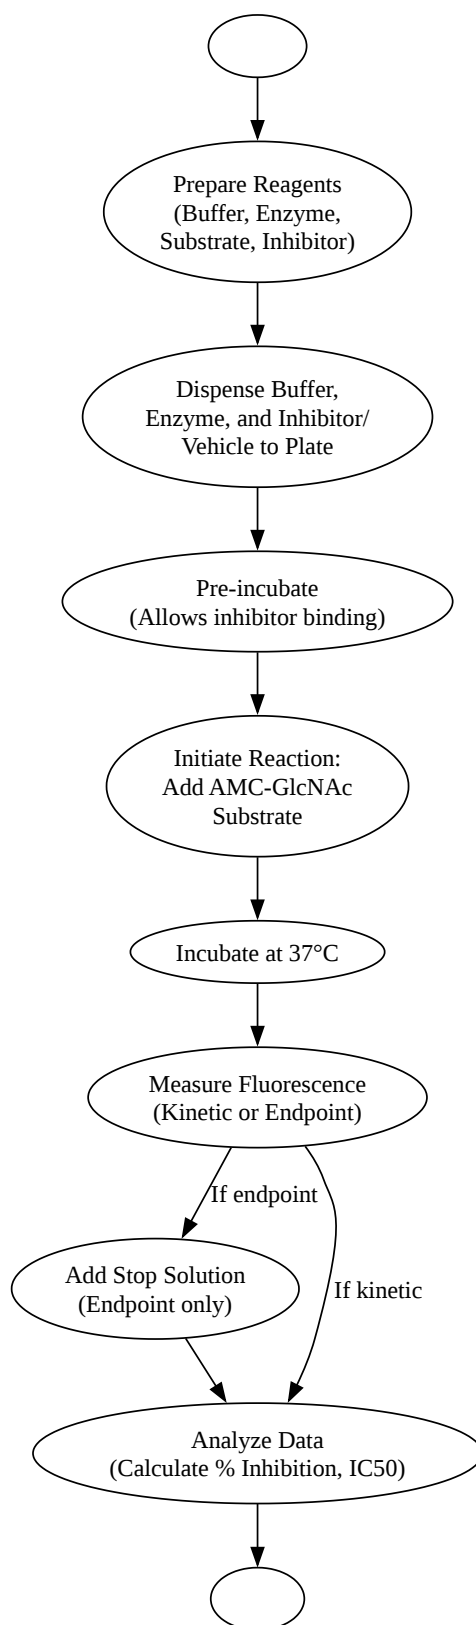 Prepare Reagents
(Buffer, Enzyme,
Substrate, Inhibitor)
Dispense Buffer,
Enzyme, and Inhibitor/
Vehicle to Plate
Pre-incubate
(Allows inhibitor binding)
Initiate Reaction:
Add AMC-GlcNAc
Substrate
Incubate at 37°C
Measure Fluorescence
(Kinetic or Endpoint)
If endpoint
Add Stop Solution
(Endpoint only)
If kinetic
Analyze Data
(Calculate % Inhibition, IC50)